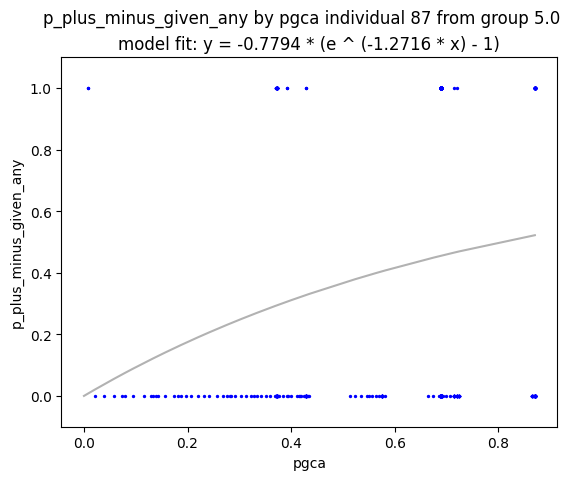 p_plus_minus_given_any by pgca individual 87 from group 5.0
model fit: y = -0.7794 * (e ^ (-1.2716 * x) - 1)
1.0
0.8
0.6
0.4
0.2
0.0
p_plus_minus_given_any
0.0 0.2 0.4 0.6 0.8
pgca